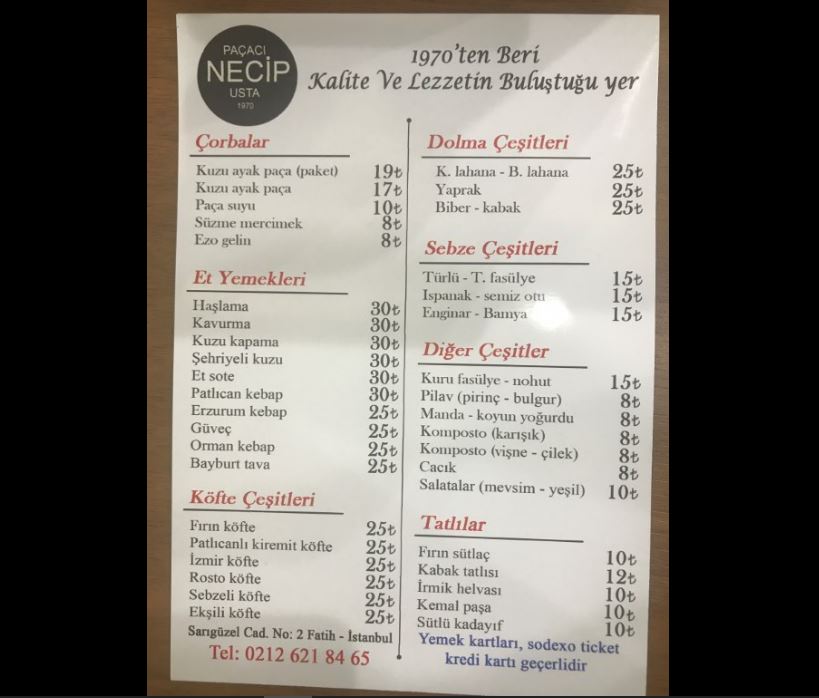 PAÇACI
NECİP
USTA
1970
1970'ten Beri
Kalite Ve Lezzetin Buluştuğu yer
Çorbalar
Kuzu ayak paça (paket) 19₺
Kuzu ayak paça 17₺
Paça suyu 10₺
Süzme mercimek 8₺
Ezo gelin 8₺
Et Yemekleri
Haşlama 30₺
Kavurma 30₺
Kuzu kapama 30₺
Şehriyeli kuzu 30₺
Et sote 30₺
Patlıcan kebap 30₺
Erzurum kebap 25₺
Güveç 25₺
Orman kebap 25₺
Bayburt tava 25₺
Köfte Çeşitleri
Fırın köfte 25₺
Patlıcanlı kiremit köfte 25₺
İzmir köfte 25₺
Rosto köfte 25₺
Sebzeli köfte 25₺
Ekşili köfte 25₺
Sarıgüzel Cad. No: 2 Fatih - İstanbul
Tel: 0212 621 84 65
Dolma Çeşitleri
K. lahana - B. lahana 25₺
Yaprak 25₺
Biber - kabak 25₺
Sebze Çeşitleri
Türlü - T. fasülye 15₺
Ispanak - semiz otu 15₺
Enginar - Bamya 15₺
Diğer Çeşitler
Kuru fasülye - nohut 15₺
Pilav (pirinç - bulgur) 8₺
Manda - koyun yoğurdu 8₺
Komposto (karışık) 8₺
Komposto (vişne - çilek) 8₺
Cacık 8₺
Salatalar (mevsim - yeşil) 10₺
Tatlılar
Fırın sütlaç 10₺
Kabak tatlısı 12₺
İrmik helvası 10₺
Kemal paşa 10₺
Sütlü kadayıf 10₺
Yemek kartları, sodexo ticket
kredi kartı geçerlidir